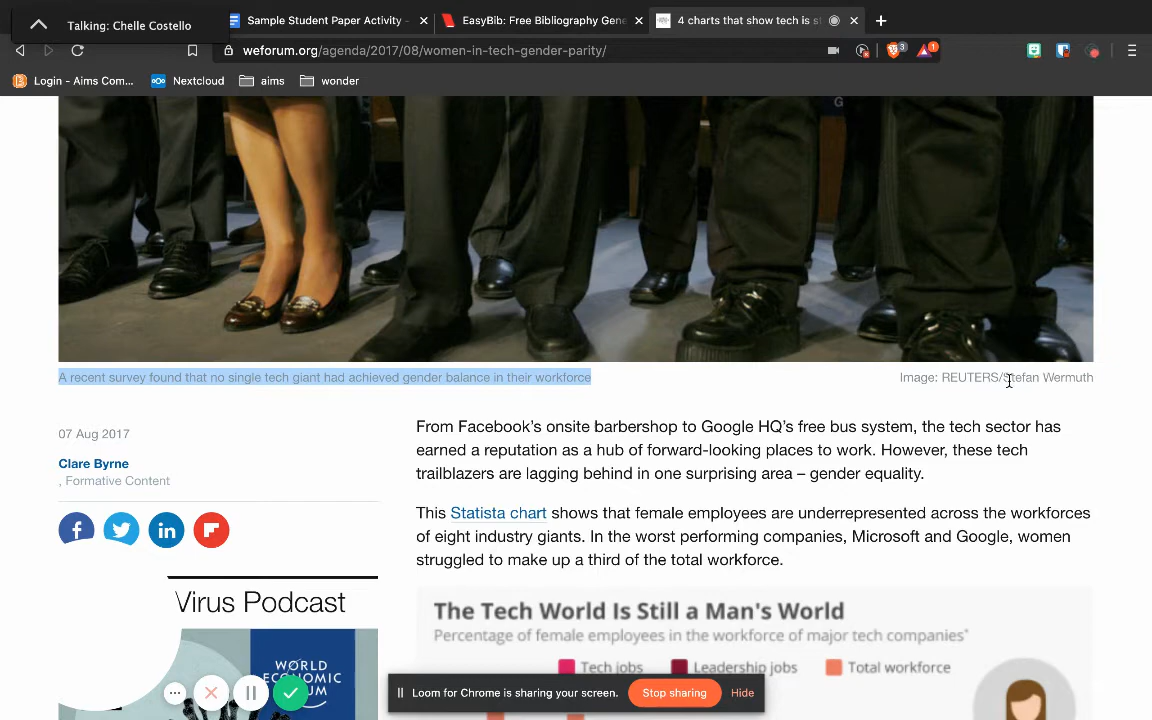 Talking: Chelle Costello
Sample Student Paper Activity -
EasyBib: Free Bibliography Gene
4 charts that show tech is st
weforum.org/agenda/2017/08/women-in-tech-gender-parity/
3
1
Login - Aims Com...
Nextcloud
aims
wonder
G
A recent survey found that no single tech giant had achieved gender balance in their workforce
Image: REUTERS/Stefan Wermuth
07 Aug 2017
Clare Byrne
, Formative Content
From Facebook's onsite barbershop to Google HQ's free bus system, the tech sector has
earned a reputation as a hub of forward-looking places to work. However, these tech
trailblazers are lagging behind in one surprising area – gender equality.
This Statista chart shows that female employees are underrepresented across the workforces
of eight industry giants. In the worst performing companies, Microsoft and Google, women
struggled to make up a third of the total workforce.
Virus Podcast
WORLD
ECONOMIC
The Tech World Is Still a Man's World
Percentage of female employees in the workforce of major tech companies*
Tech jobs
Leadership jobs
Total workforce
Loom for Chrome is sharing your screen.
Stop sharing
Hide